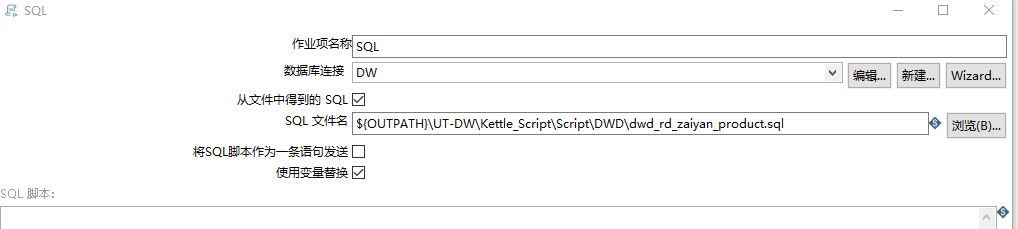 SQL
作业项名称 SQL
数据库连接 DW 编辑... 新建... Wizard...
从文件中得到的 SQL
SQL 文件名 ${OUTPATH}\UT-DW\Kettle_Script\Script\DWD\dwd_rd_zaiyan_product.sql 浏览(B)...
将SQL脚本作为一条语句发送
使用变量替换
SQL 脚本: